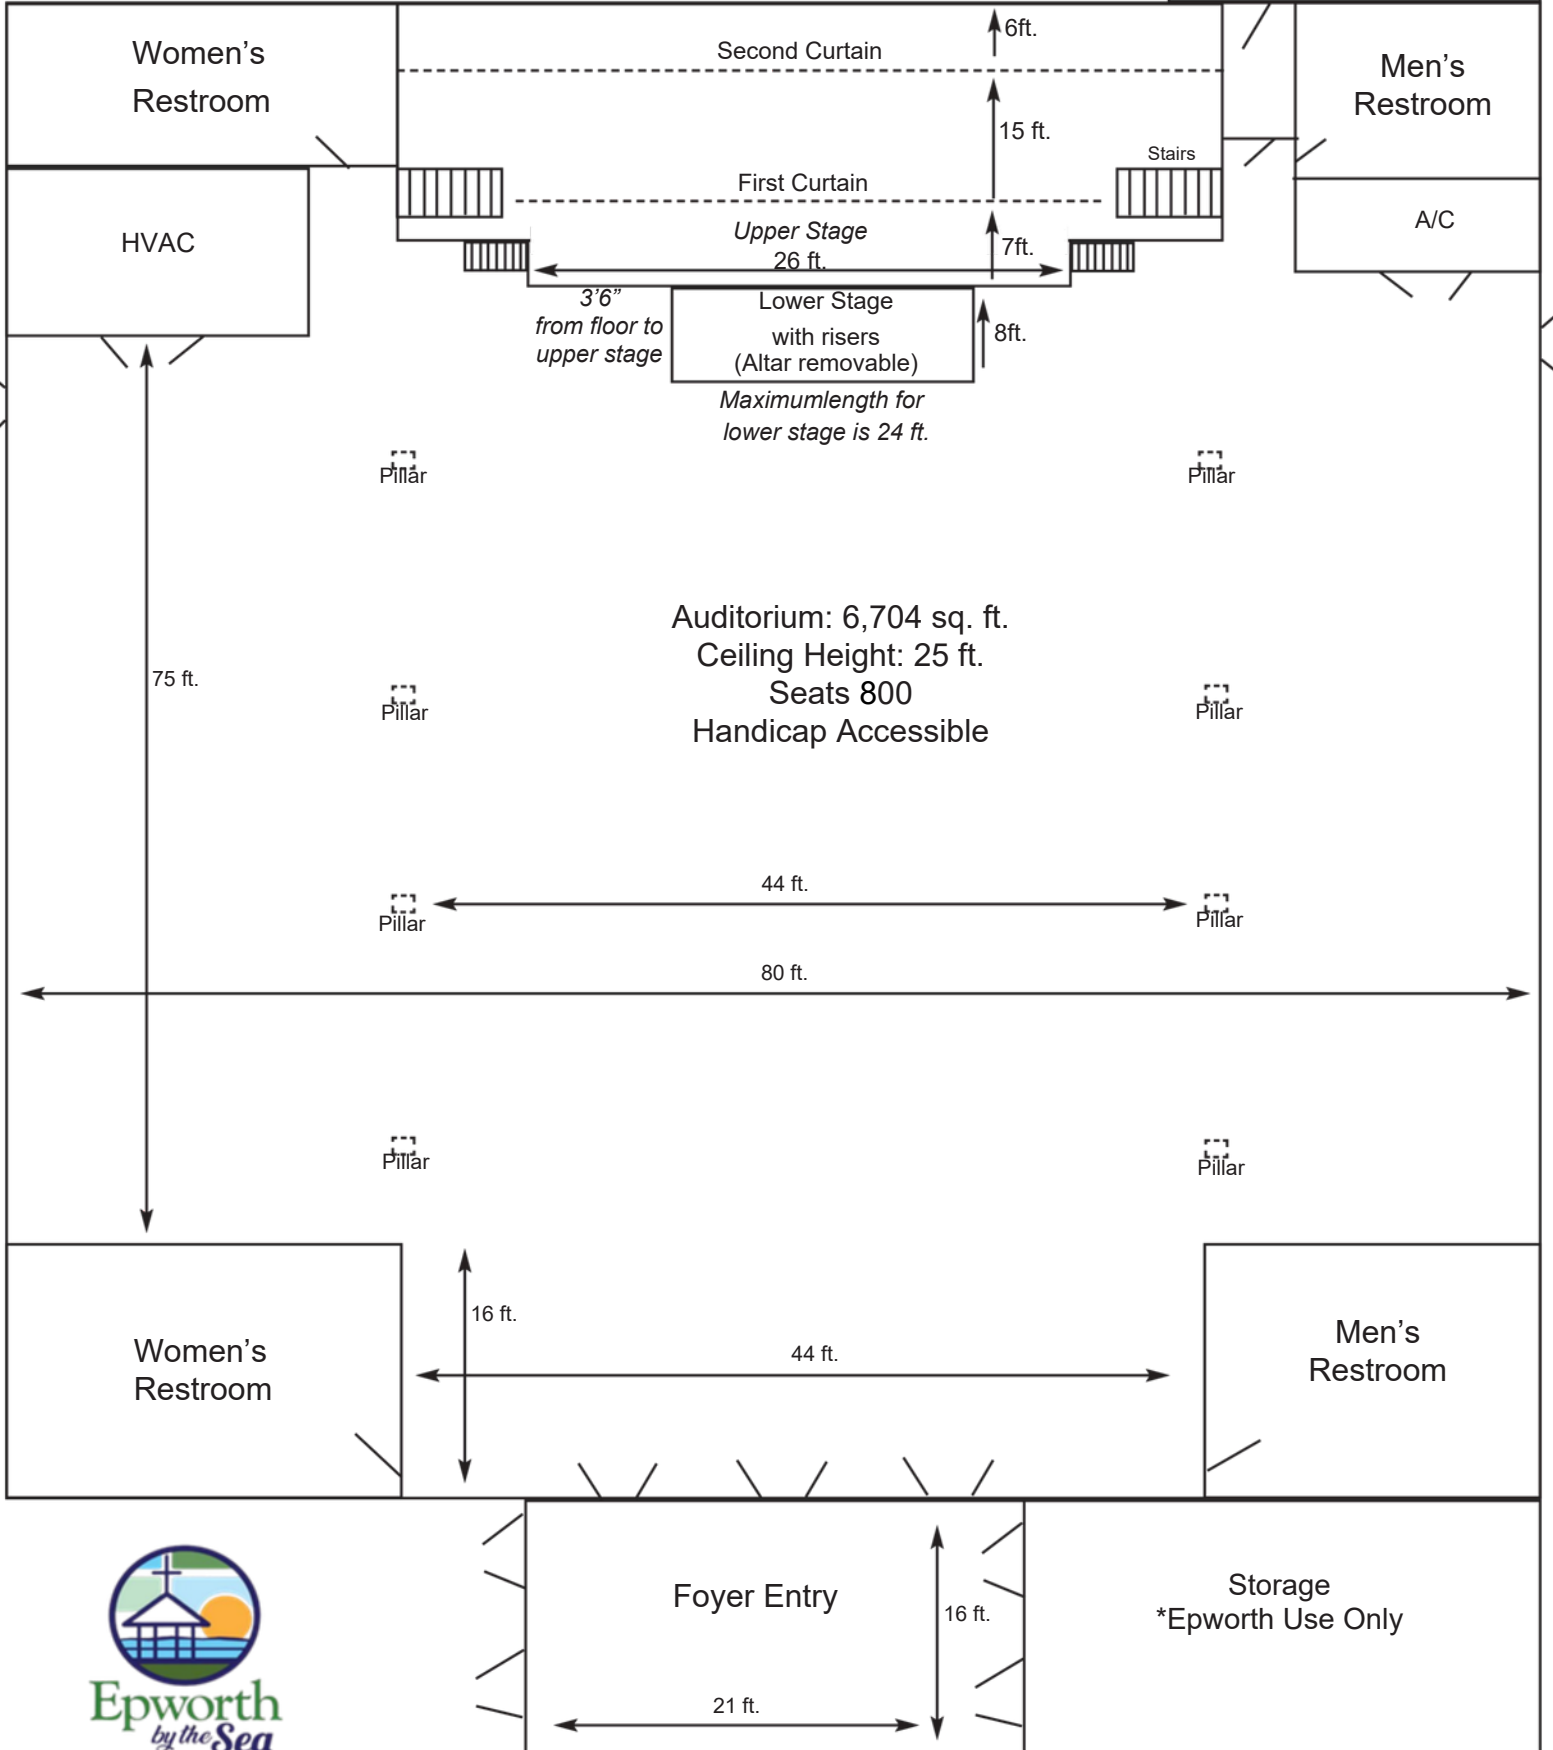 Women’s
Restroom
Second Curtain
6ft.
Men’s
Restroom
15 ft.
Stairs
First Curtain
HVAC
Upper Stage
26 ft.
7ft.
A/C
3’6”
from floor to
upper stage
Lower Stage
with risers
(Altar removable)
8ft.
Maximumlength for
lower stage is 24 ft.
Pillar
Pillar
Auditorium: 6,704 sq. ft.
Ceiling Height: 25 ft.
Seats 800
Handicap Accessible
75 ft.
Pillar
Pillar
44 ft.
Pillar
Pillar
80 ft.
Pillar
Pillar
16 ft.
44 ft.
Women’s
Restroom
Men’s
Restroom
Foyer Entry
16 ft.
21 ft.
Storage
*Epworth Use Only
Epworth
by the Sea